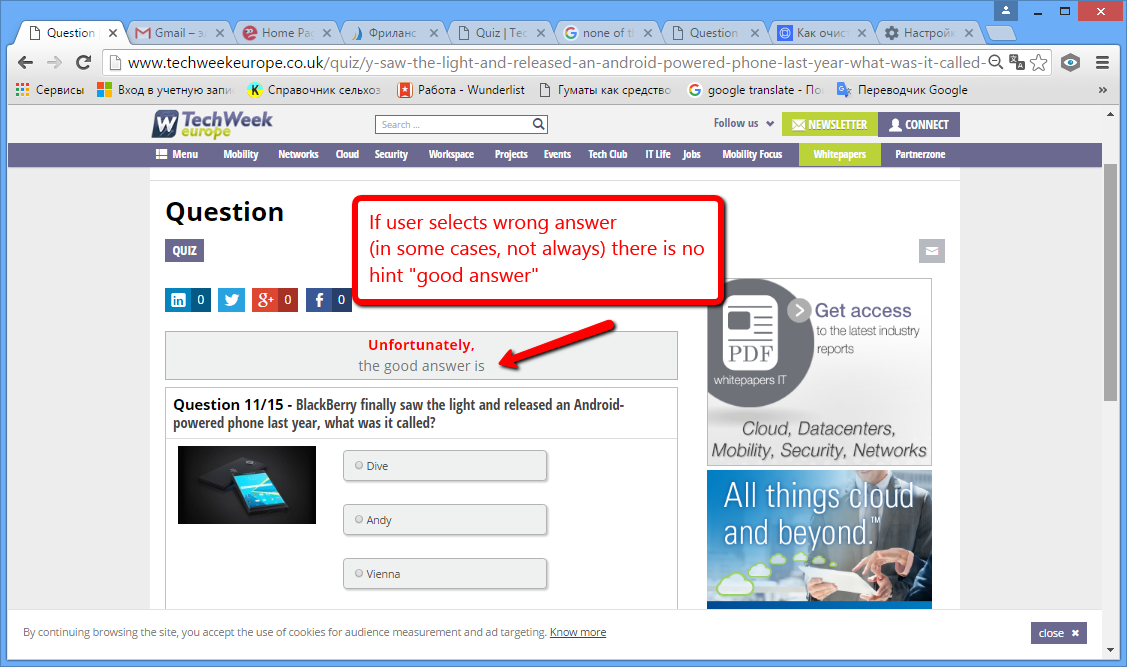 Question
Gmail – э
Home Pa
Фриланс
Quiz | Tec
none of t
Question
Как очис
Настрой
www.techweekeurope.co.uk/quiz/y-saw-the-light-and-released-an-android-powered-phone-last-year-what-was-it-called-
Сервисы
Вход в учетную запи
Справочник сельхоз
Работа - Wunderlist
Гуматы как средство
google translate - По
Переводчик Google
»
TechWeek
europe
Search ...
Follow us
NEWSLETTER
CONNECT
Menu
Mobility
Networks
Cloud
Security
Workspace
Projects
Events
Tech Club
IT Life
Jobs
Mobility Focus
Whitepapers
Partnerzone
Question
QUIZ
If user selects wrong answer
(in some cases, not always) there is no
hint "good answer"
in 0
8+ 0
f 0
Unfortunately,
the good answer is
Question 11/15 - BlackBerry finally saw the light and released an Android-
powered phone last year, what was it called?
Dive
Andy
Vienna
Get access
to the latest industry
reports
PDF
whitepapers IT
Cloud, Datacenters,
Mobility, Security, Networks
All things cloud
and beyond.™
By continuing browsing the site, you accept the use of cookies for audience measurement and ad targeting. Know more
close ✖